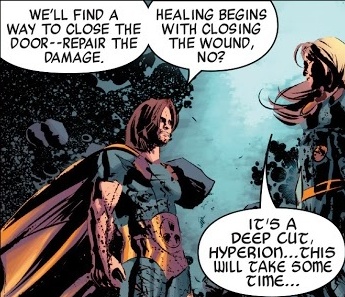 WE'LL FIND A
WAY TO CLOSE THE
DOOR--REPAIR THE
DAMAGE.
HEALING BEGINS
WITH CLOSING
THE WOUND,
NO?
IT'S A
DEEP CUT,
HYPERION...THIS
WILL TAKE SOME
TIME...